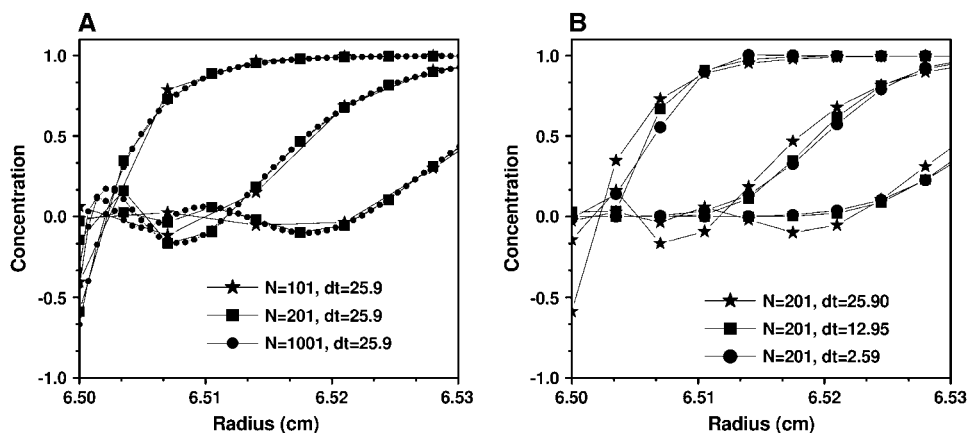 A
1.0
0.5
0.0
-0.5
-1.0
Concentration
N=101, dt=25.9
N=201, dt=25.9
N=1001, dt=25.9
6.50
6.51
6.52
6.53
Radius (cm)
B
1.0
0.5
0.0
-0.5
-1.0
Concentration
N=201, dt=25.90
N=201, dt=12.95
N=201, dt=2.59
6.50
6.51
6.52
6.53
Radius (cm)